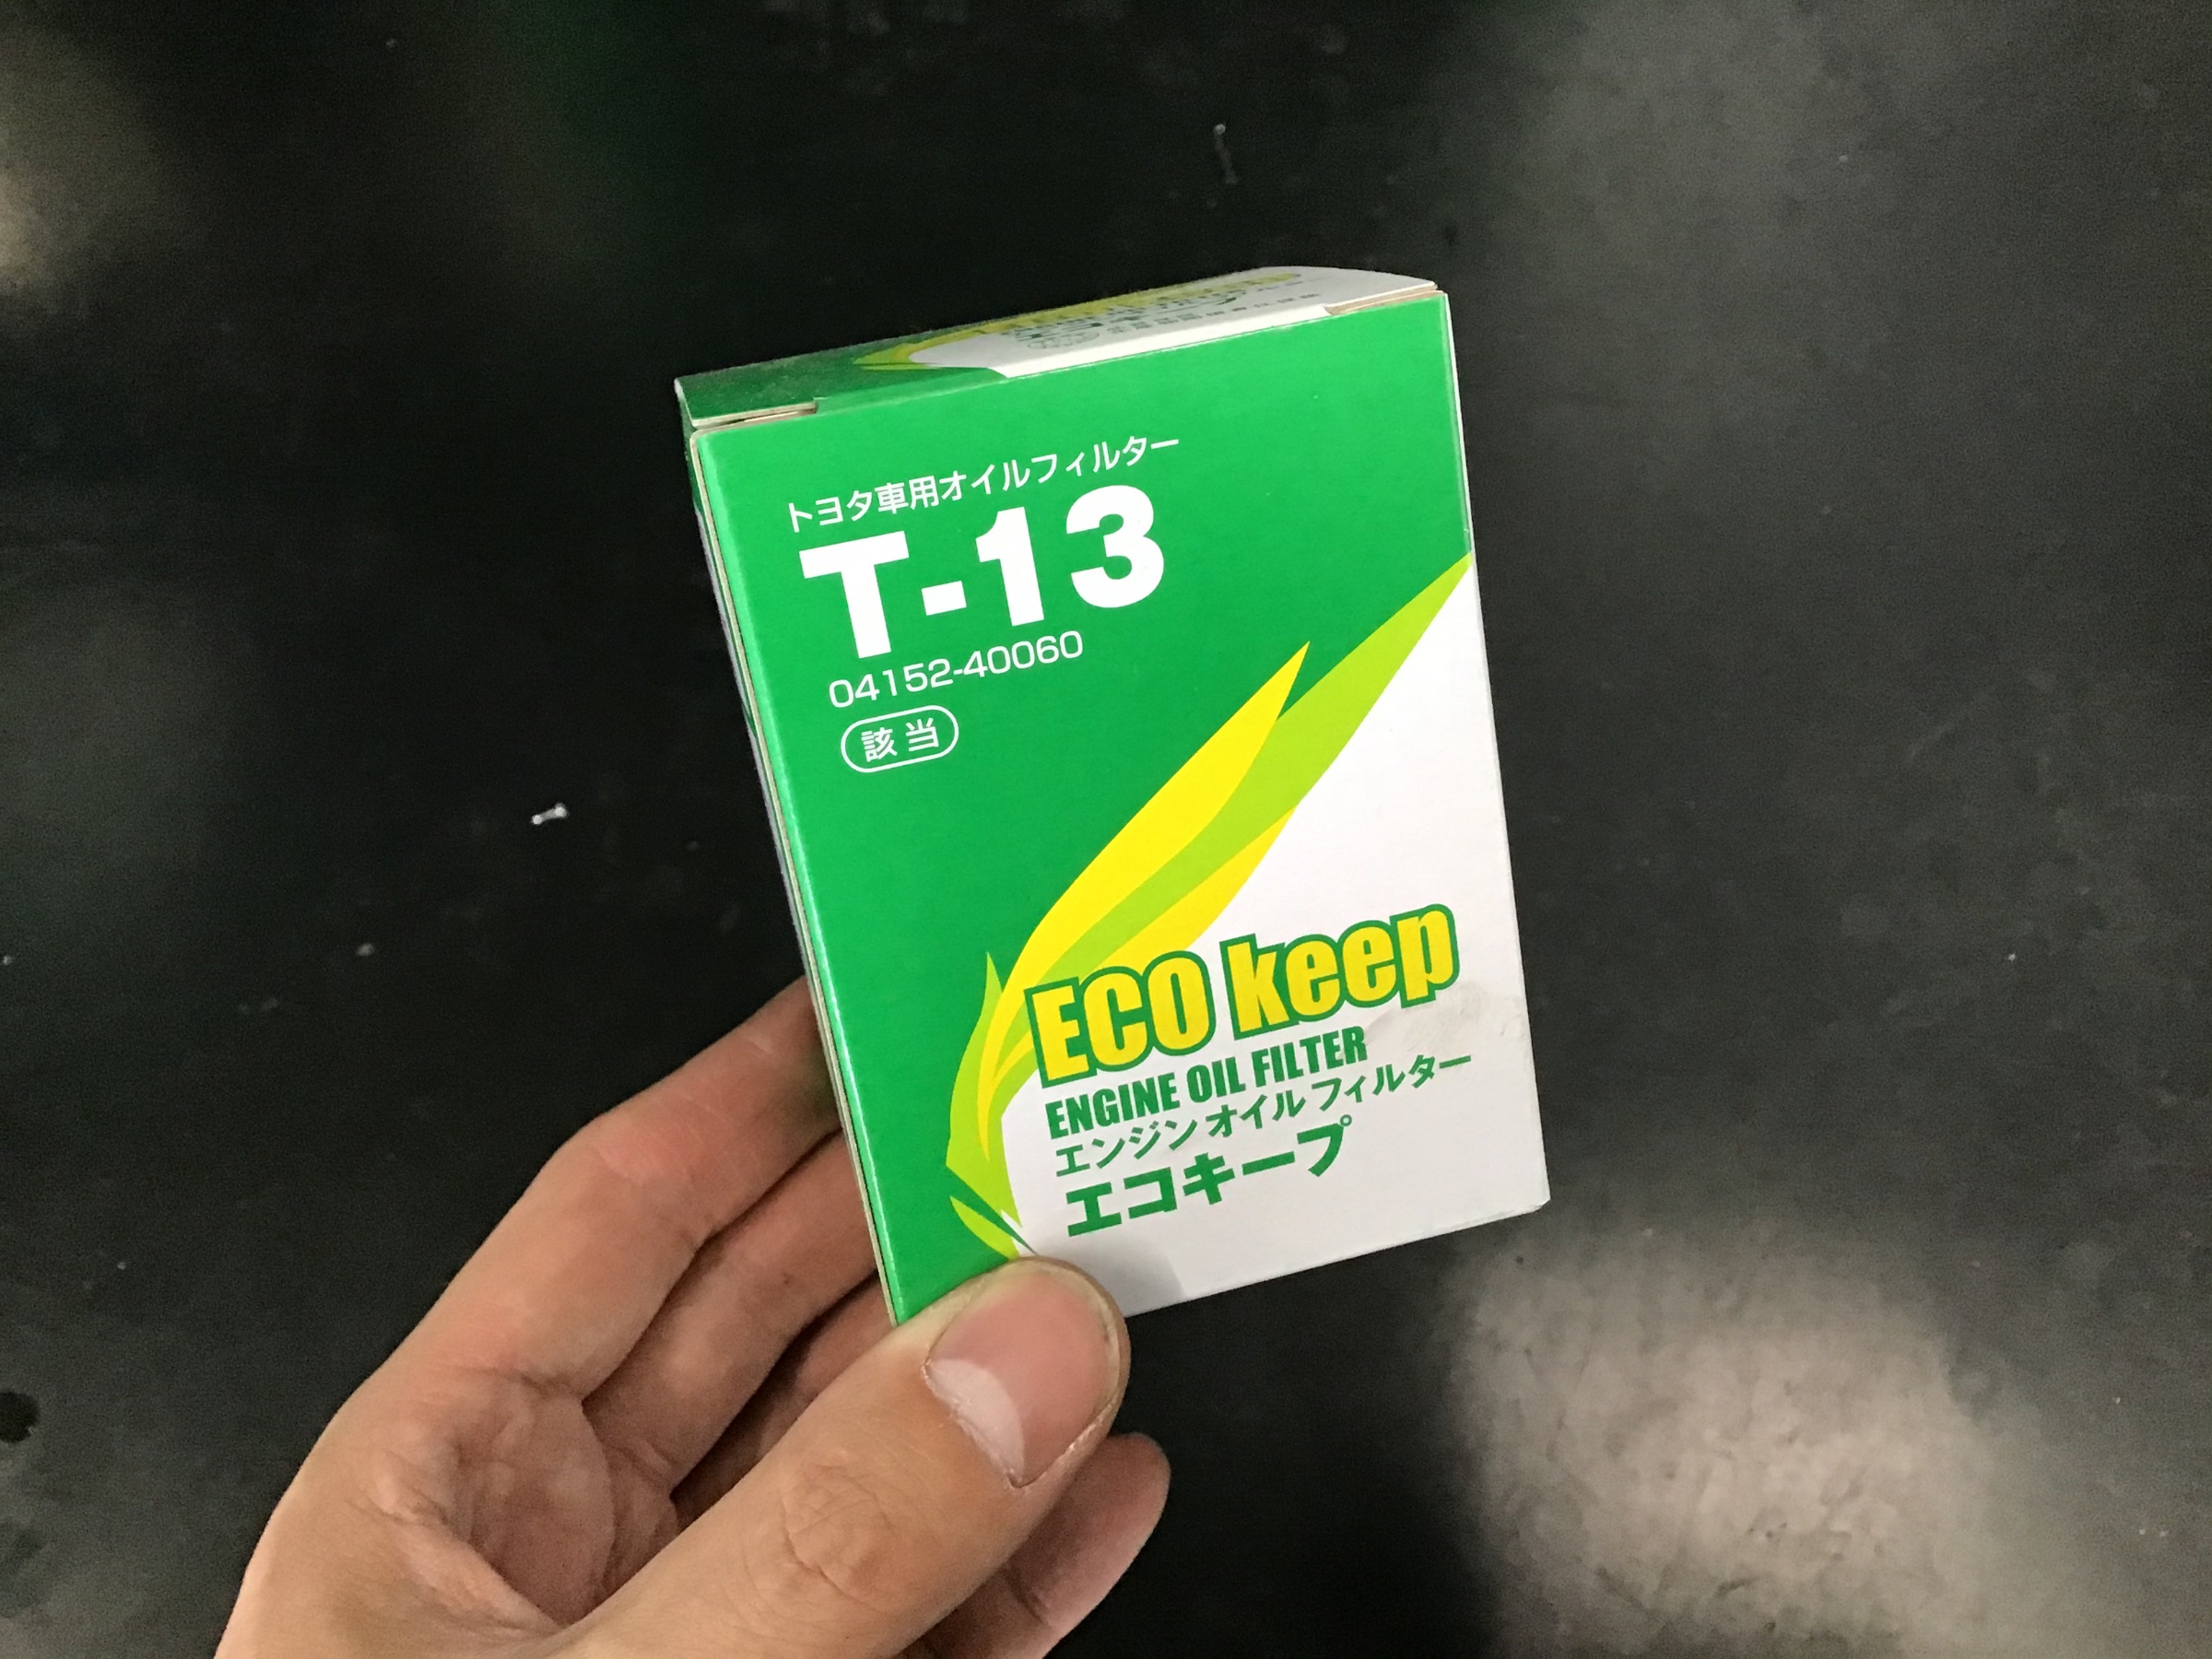 トヨタ車用オイルフィルター
T-13
04152-40060
該当
ECO keep
ENGINE OIL FILTER
エンジン オイル フィルター
エコキープ